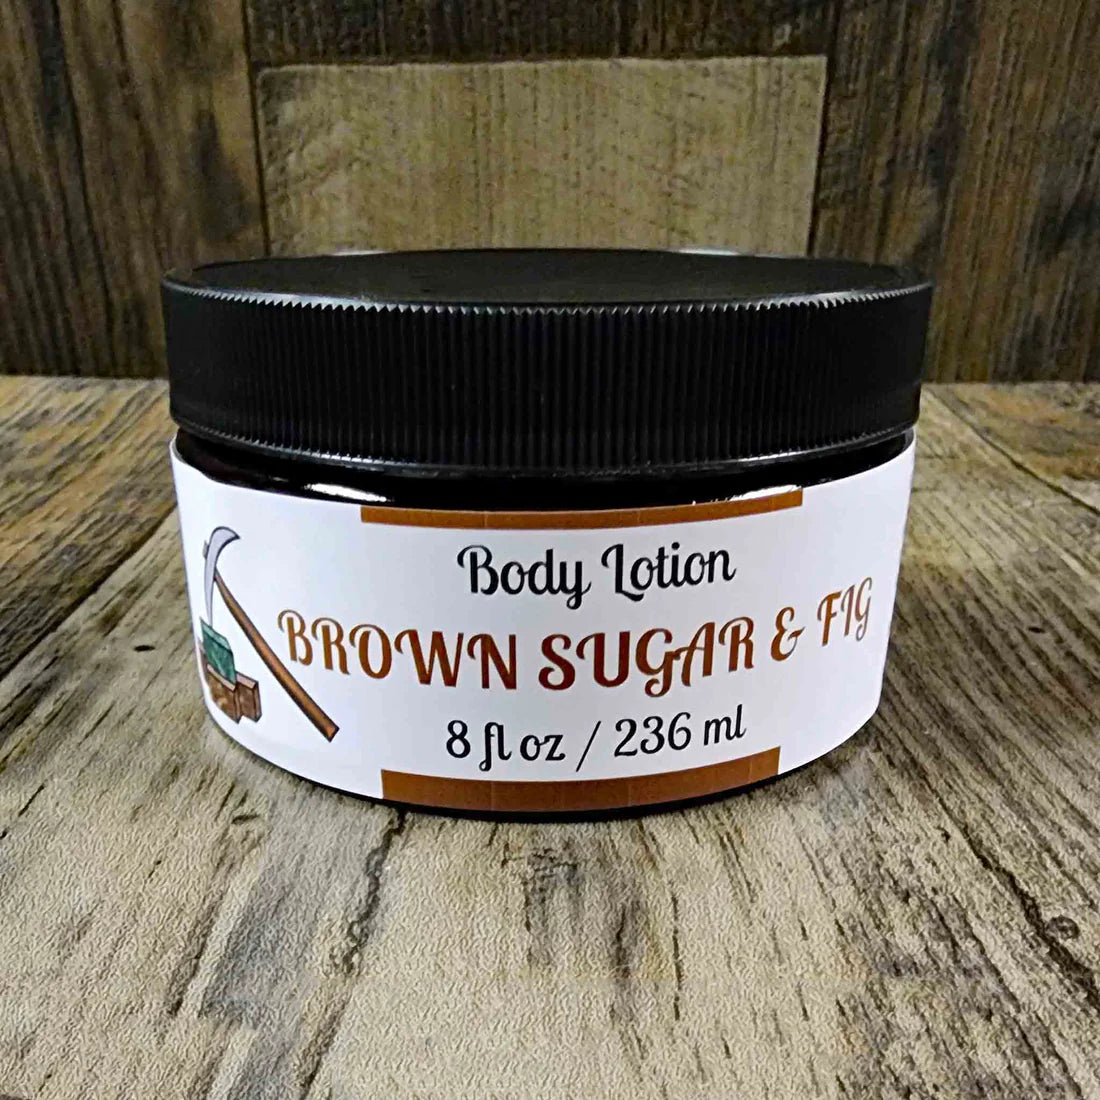 Body Lotion
BROWN SUGAR & FIG
8 fl oz / 236 ml